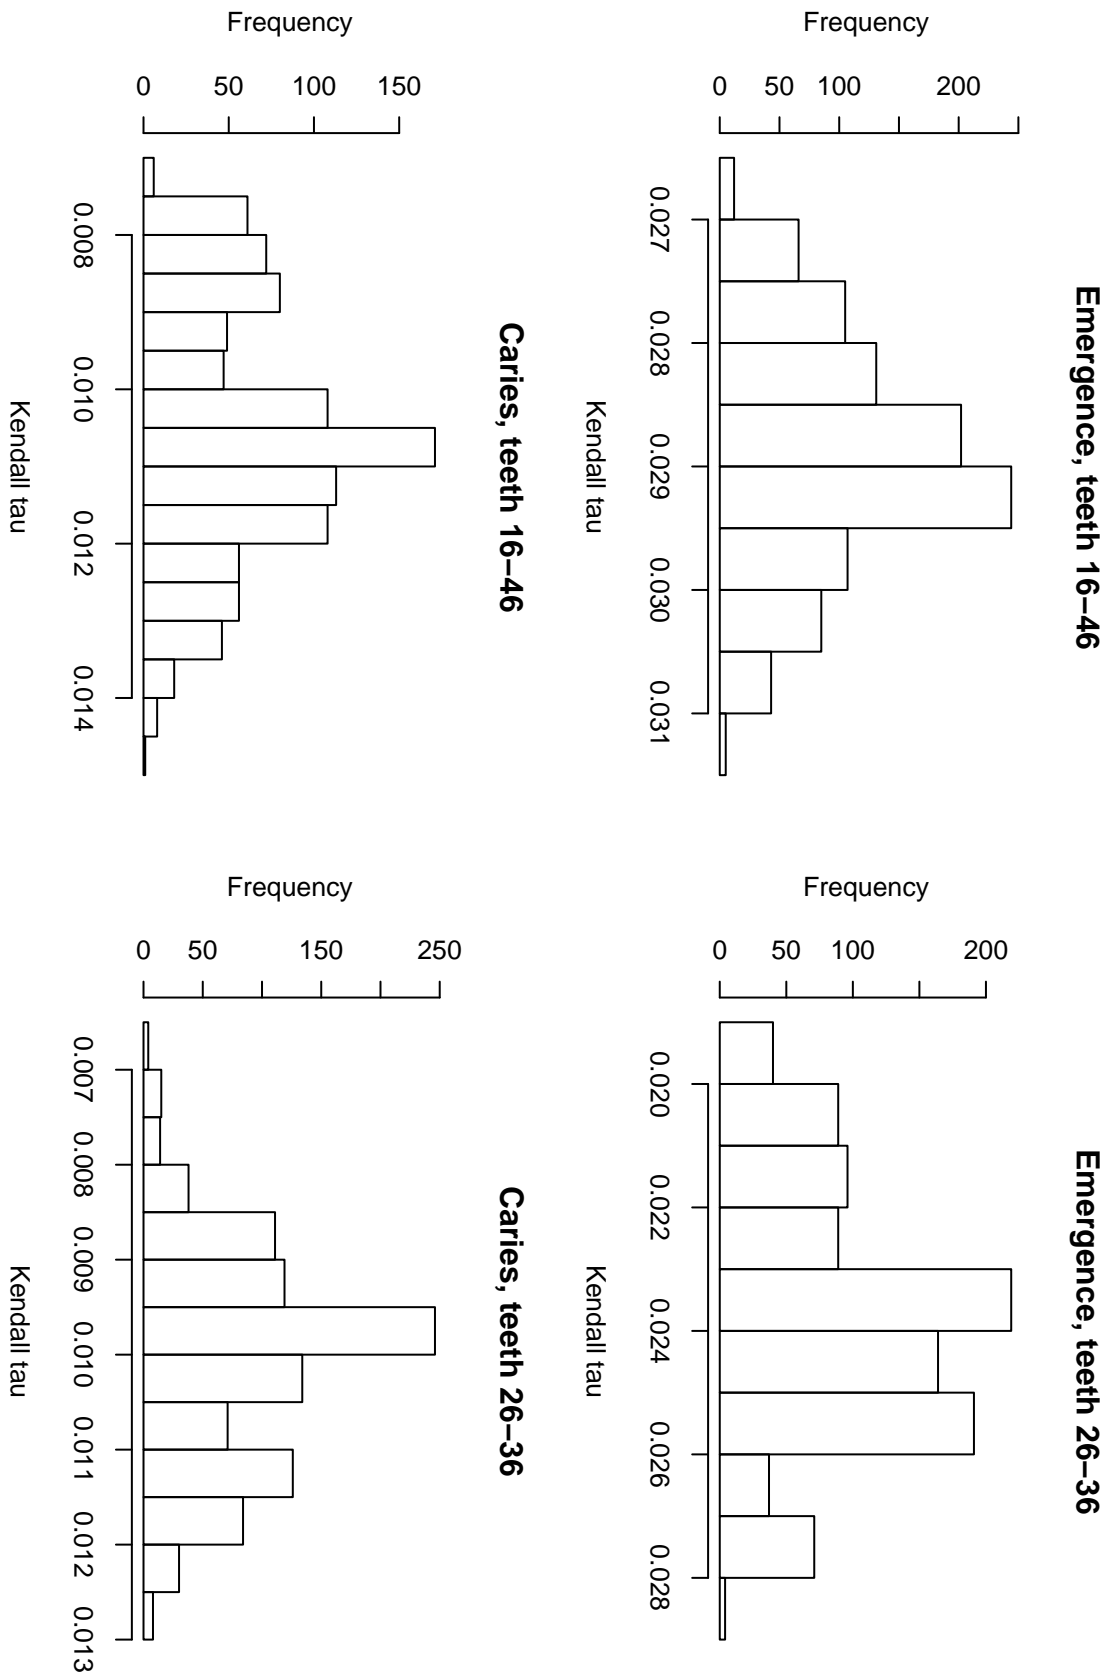 Emergence, teeth 16−46
Frequency
0 50 100 200
0.027 0.028 0.029 0.030 0.031
Kendall tau
Emergence, teeth 26−36
Frequency
0 50 100 200
0.020 0.022 0.024 0.026 0.028
Kendall tau
Caries, teeth 16−46
Frequency
0 50 100 150
0.008 0.010 0.012 0.014
Kendall tau
Caries, teeth 26−36
Frequency
0 50 150 250
0.007 0.008 0.009 0.010 0.011 0.012 0.013
Kendall tau